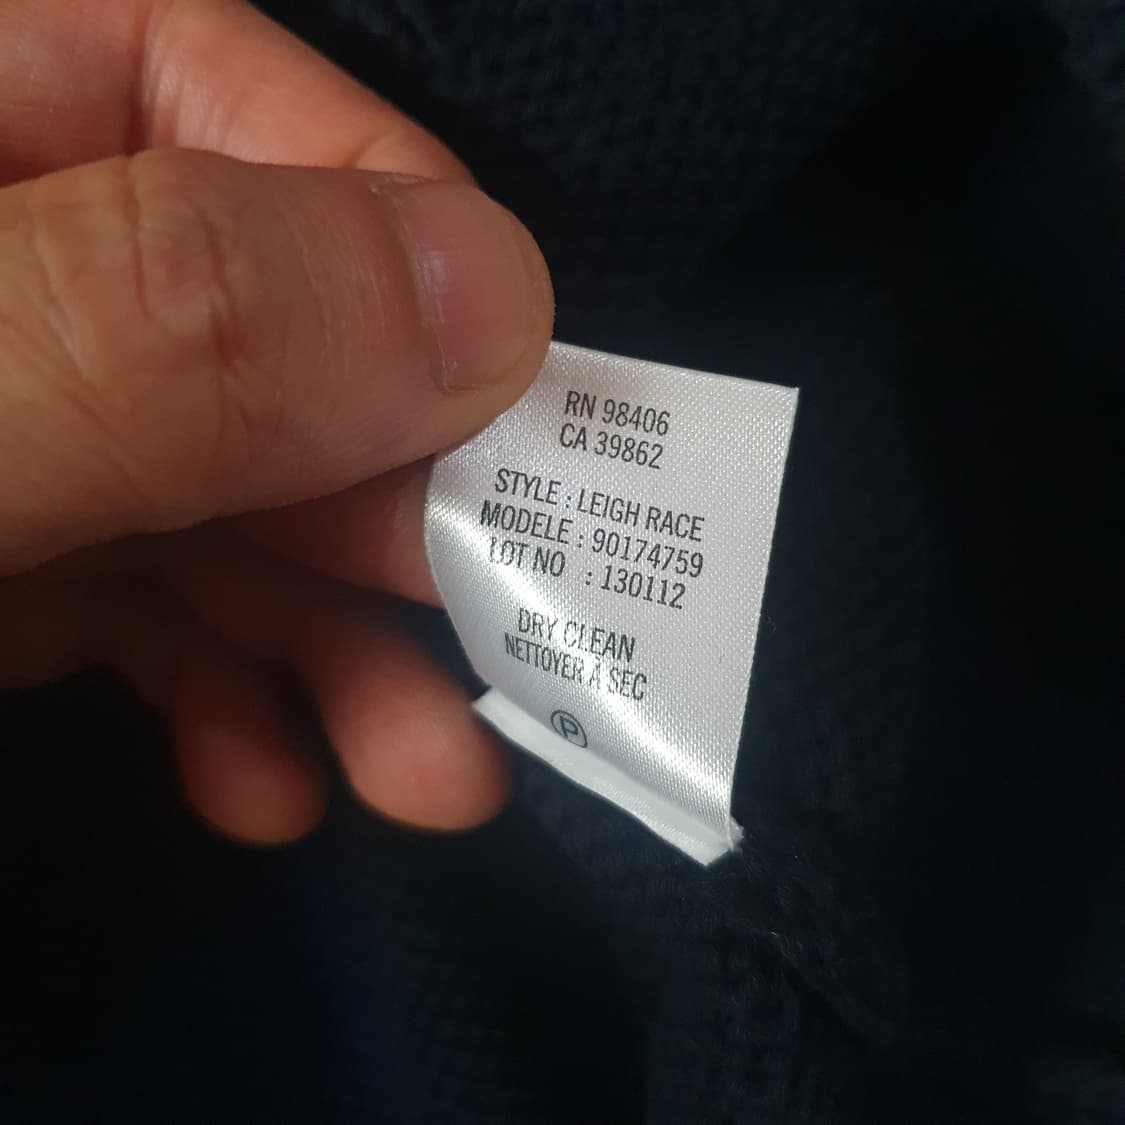 RN 98406
CA 39862
STYLE : LEIGH RACE
MODELE : 90174759
LOT NO : 130112
DRY CLEAN
NETTOYER À SEC
P